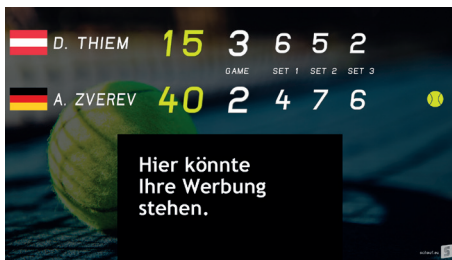 D. THIEM 15 3 6 5 2
GAME SET 1 SET 2 SET 3
A. ZVEREV 40 2 4 7 6
Hier könnte
Ihre Werbung
stehen.